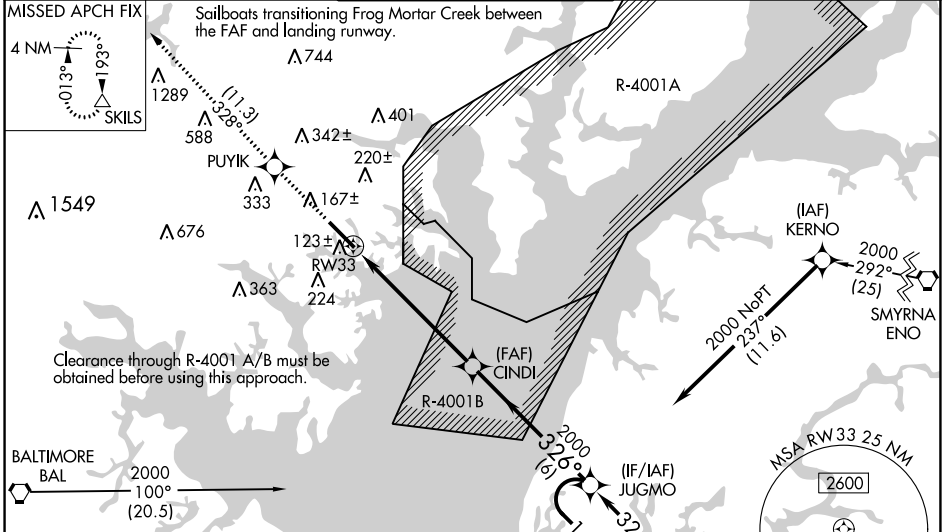 MISSED APCH FIX
4 NM
013°
193°
SKILS
Sailboats transitioning Frog Mortar Creek between
the FAF and landing runway.
744
1289
(11.3)
328°
588
401
342±
220±
PUYIK
333
167±
1549
676
123±
RW33
363
224
R-4001A
(IAF)
KERNO
2000
292°
(25)
SMYRNA
ENO
2000 NoPT
237°
(11.6)
Clearance through R-4001 A/B must be
obtained before using this approach.
(FAF)
CINDI
R-4001B
2000
326°
(6)
(IF/IAF)
JUGMO
BALTIMORE
BAL
2000
100°
(20.5)
MSA RW33 25 NM
2600